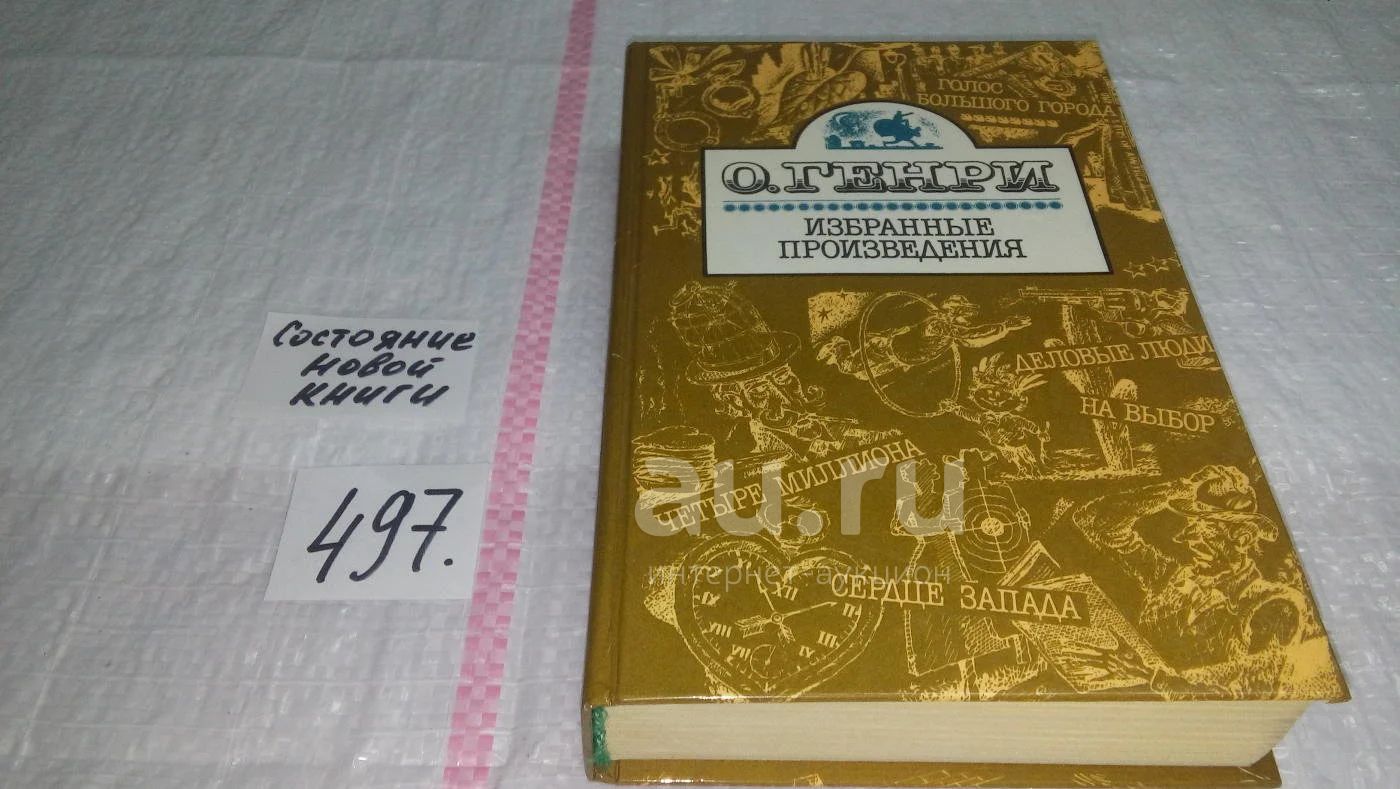 Состояние
новой
книги
497.
ГОЛОС
БОЛЬШОГО ГОРОДА
О. ГЕНРИ
ИЗБРАННЫЕ
ПРОИЗВЕДЕНИЯ
ДЕЛОВЫЕ ЛЮДИ
НА ВЫБОР
ЧЕТЫРЕ МИЛЛИОНА
СЕРДЦЕ ЗАПАДА
au.ru
интернет-аукцион